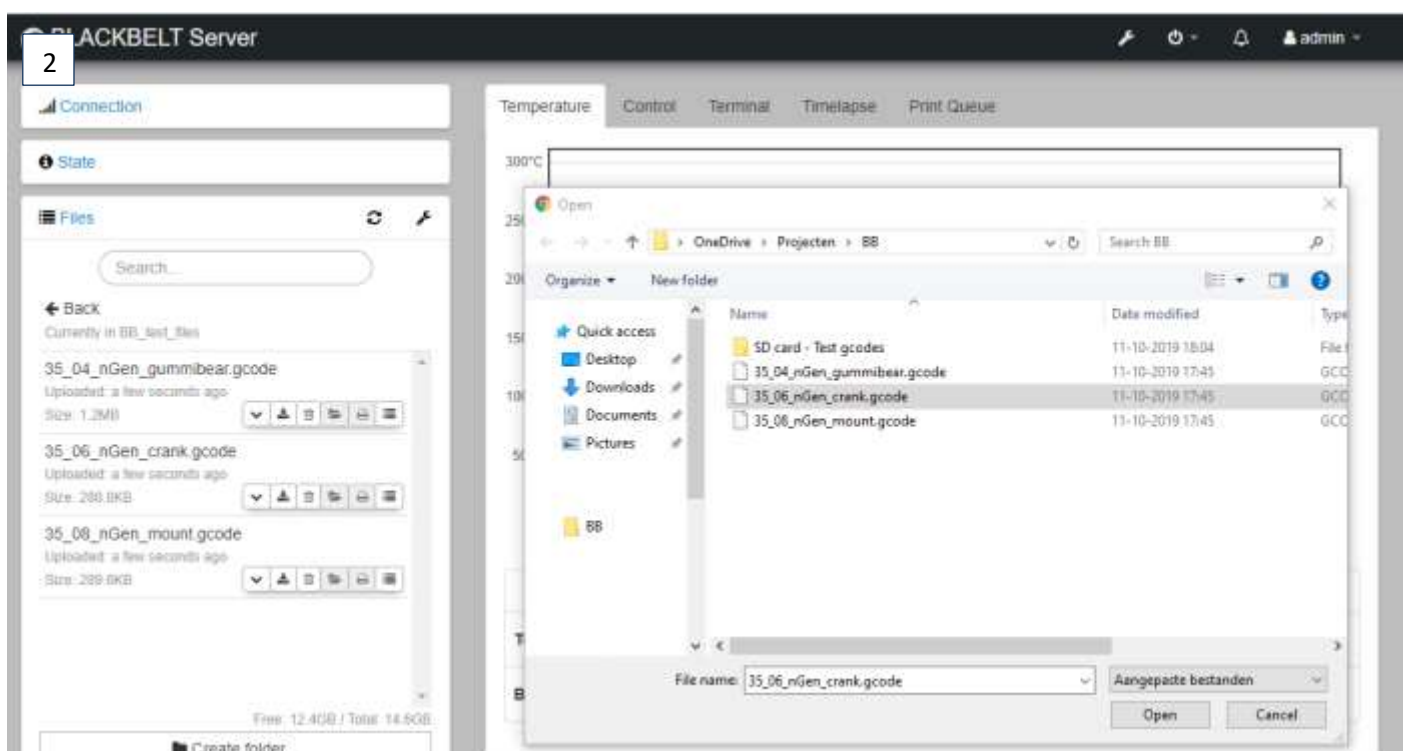 BLACKBELT Server
admin
2
Connection
State
Files
Search...
Back
Currently in BB_test_files
35_04_nGen_gummibear.gcode
Uploaded: a few seconds ago
Size: 1.2MB
35_06_nGen_crank.gcode
Uploaded: a few seconds ago
35_08_nGen_mount.gcode
Uploaded: a few seconds ago
Free: 12.4GB / Total: 14.6GB
Create folder
Temperature Control Terminal Timelapse Print Queue
300°C
Open
OneDrive › Projecten › BB
Search BB
Organize New folder
Name Date modified
Quick access
Desktop
Downloads
Documents
Pictures
BB
SD card - Test gcodes 11-10-2019 18:04
35_04_nGen_gummibear.gcode 11-10-2019 17:45
35_06_nGen_crank.gcode 11-10-2019 17:45
35_08_nGen_mount.gcode 11-10-2019 17:45
File name: 35_06_nGen_crank.gcode
Aangepaste bestanden
Open Cancel